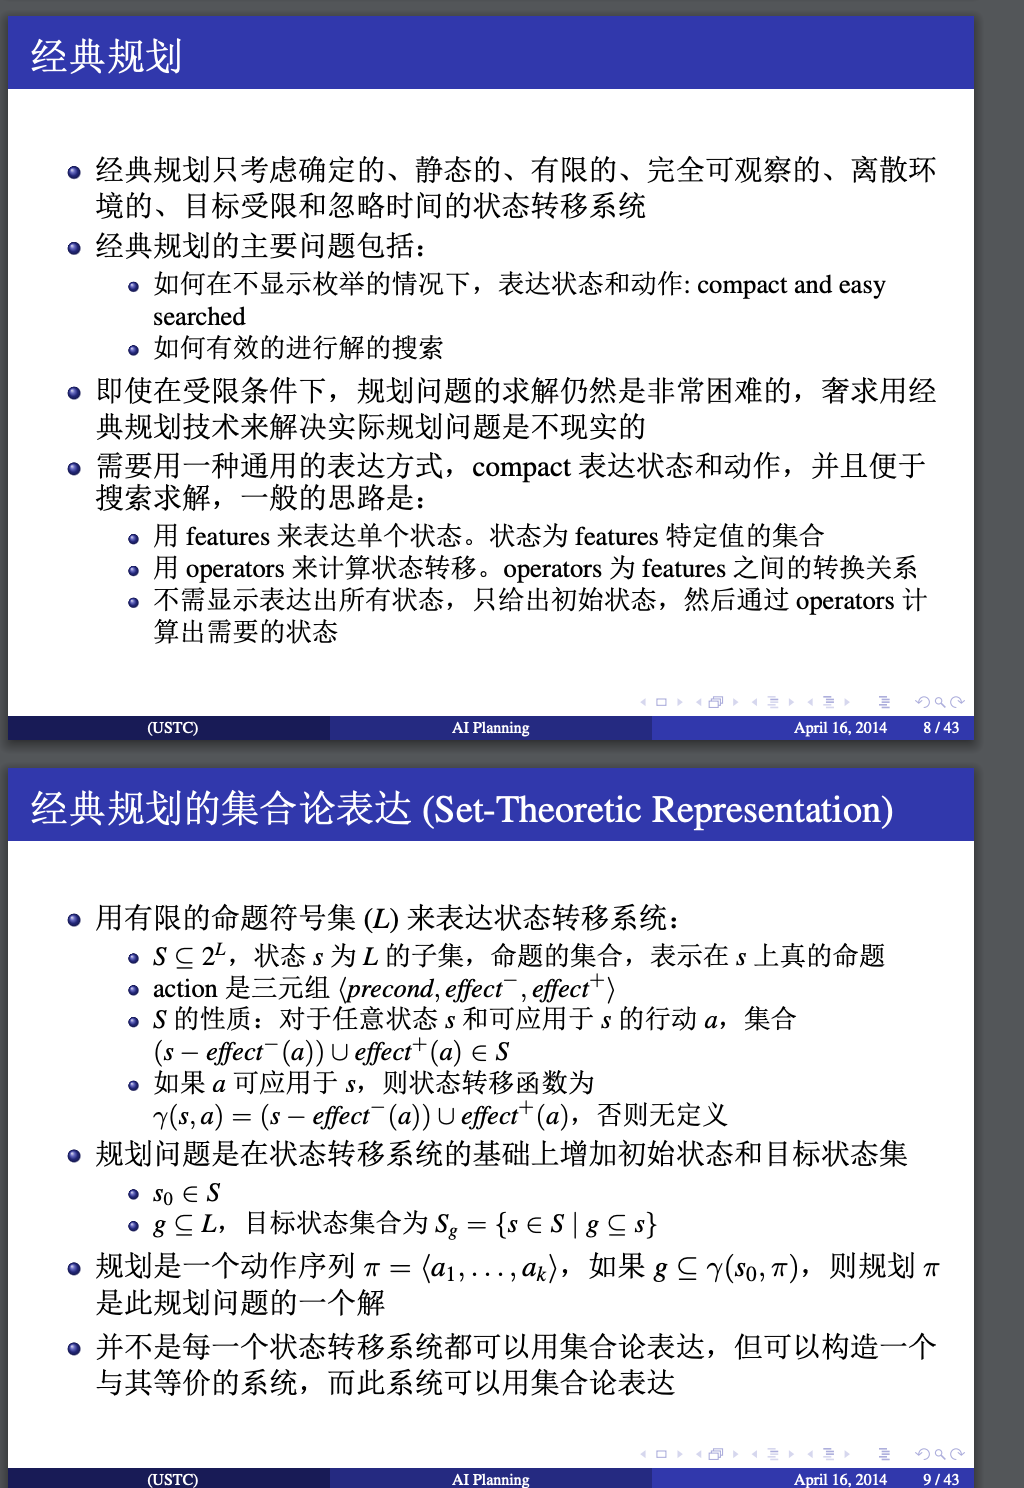 经典规划
经典规划只考虑确定的、静态的、有限的、完全可观察的、离散环
境的、目标受限和忽略时间的状态转移系统
经典规划的主要问题包括：
如何在不显示枚举的情况下，表达状态和动作: compact and easy
searched
如何有效的进行解的搜索
即使在受限条件下，规划问题的求解仍然是非常困难的，奢求用经
典规划技术来解决实际规划问题是不现实的
需要用一种通用的表达方式，compact 表达状态和动作，并且便于
搜索求解，一般的思路是：
用 features 来表达单个状态。状态为 features 特定值的集合
用 operators 来计算状态转移。operators 为 features 之间的转换关系
不需显示表达出所有状态，只给出初始状态，然后通过 operators 计
算出需要的状态
(USTC) AI Planning April 16, 2014 8 / 43
经典规划的集合论表达 (Set-Theoretic Representation)
用有限的命题符号集 (L) 来表达状态转移系统：
S ⊆ 2^L，状态 s 为 L 的子集，命题的集合，表示在 s 上真的命题
action 是三元组 ⟨precond, effect⁻, effect⁺⟩
S 的性质：对于任意状态 s 和可应用于 s 的行动 a，集合
(s − effect⁻(a)) ∪ effect⁺(a) ∈ S
如果 a 可应用于 s，则状态转移函数为
γ(s, a) = (s − effect⁻(a)) ∪ effect⁺(a)，否则无定义
规划问题是在状态转移系统的基础上增加初始状态和目标状态集
s₀ ∈ S
g ⊆ L，目标状态集合为 S_g = {s ∈ S | g ⊆ s}
规划是一个动作序列 π = ⟨a₁, . . . , a_k⟩，如果 g ⊆ γ(s₀, π)，则规划 π
是此规划问题的一个解
并不是每一个状态转移系统都可以用集合论表达，但可以构造一个
与其等价的系统，而此系统可以用集合论表达
(USTC) AI Planning April 16, 2014 9 / 43